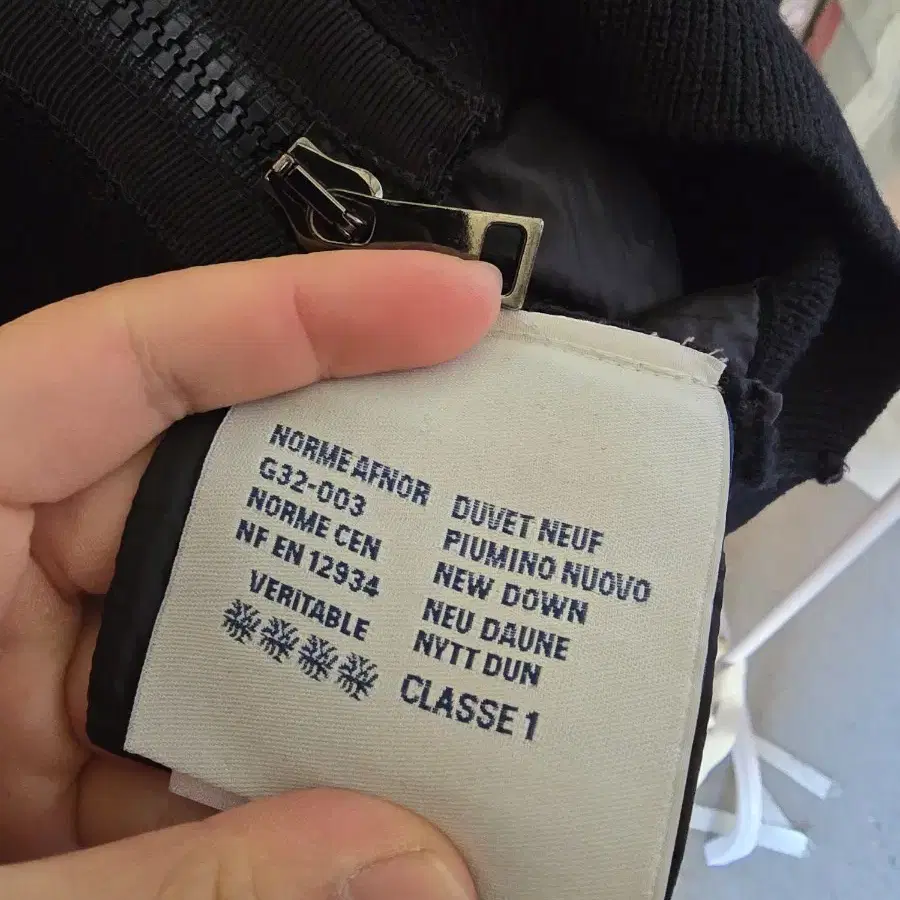 NORME AFNOR
G32-003
NORME CEN
NF EN 12934
VERITABLE
DUVET NEUF
PIUMINO NUOVO
NEW DOWN
NEU DAUNE
NYTT DUN
CLASSE 1